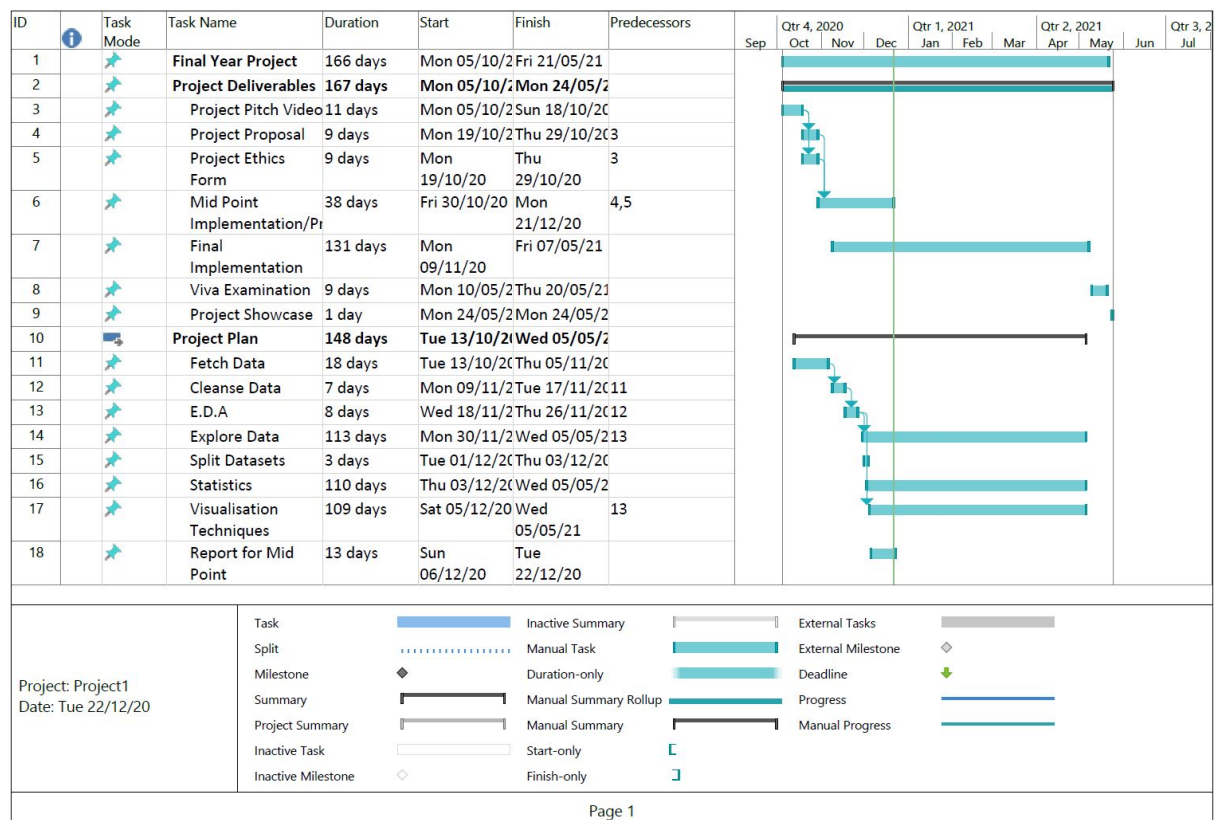 ID Task Mode Task Name Duration Start Finish Predecessors
Qtr 4, 2020 Qtr 1, 2021 Qtr 2, 2021 Qtr 3, 2
Sep Oct Nov Dec Jan Feb Mar Apr May Jun Jul
1 Final Year Project 166 days Mon 05/10/2 Fri 21/05/21
2 Project Deliverables 167 days Mon 05/10/2 Mon 24/05/2
3 Project Pitch Video 11 days Mon 05/10/2 Sun 18/10/20
4 Project Proposal 9 days Mon 19/10/2 Thu 29/10/20 3
5 Project Ethics Form 9 days Mon 19/10/20 Thu 29/10/20 3
6 Mid Point Implementation/Pr 38 days Fri 30/10/20 Mon 21/12/20 4,5
7 Final Implementation 131 days Mon 09/11/20 Fri 07/05/21
8 Viva Examination 9 days Mon 10/05/2 Thu 20/05/21
9 Project Showcase 1 day Mon 24/05/2 Mon 24/05/2
10 Project Plan 148 days Tue 13/10/20 Wed 05/05/2
11 Fetch Data 18 days Tue 13/10/20 Thu 05/11/20
12 Cleanse Data 7 days Mon 09/11/2 Tue 17/11/20 11
13 E.D.A 8 days Wed 18/11/2 Thu 26/11/20 12
14 Explore Data 113 days Mon 30/11/2 Wed 05/05/2 13
15 Split Datasets 3 days Tue 01/12/20 Thu 03/12/20
16 Statistics 110 days Thu 03/12/20 Wed 05/05/2
17 Visualisation Techniques 109 days Sat 05/12/20 Wed 05/05/21 13
18 Report for Mid Point 13 days Sun 06/12/20 Tue 22/12/20
Project: Project1
Date: Tue 22/12/20
Task
Split
Milestone
Summary
Project Summary
Inactive Task
Inactive Milestone
Inactive Summary
Manual Task
Duration-only
Manual Summary Rollup
Manual Summary
Start-only
Finish-only
External Tasks
External Milestone
Deadline
Progress
Manual Progress
Page 1